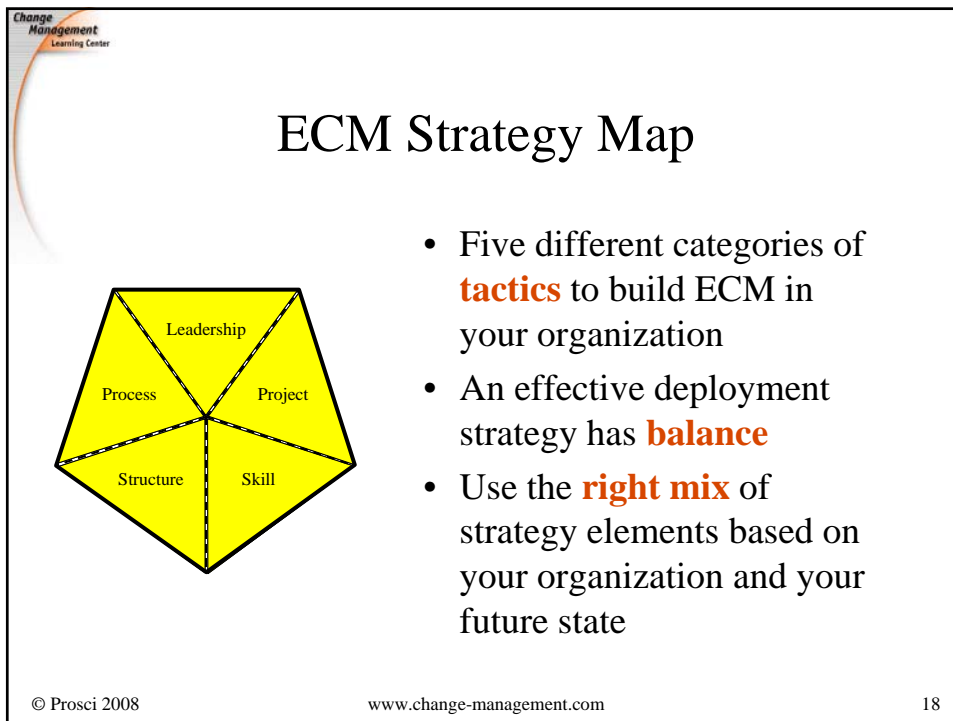 Change
Management
Learning Center
ECM Strategy Map
Leadership
Process
Project
Structure
Skill
• Five different categories of
tactics to build ECM in
your organization
• An effective deployment
strategy has balance
• Use the right mix of
strategy elements based on
your organization and your
future state
© Prosci 2008
www.change-management.com
18